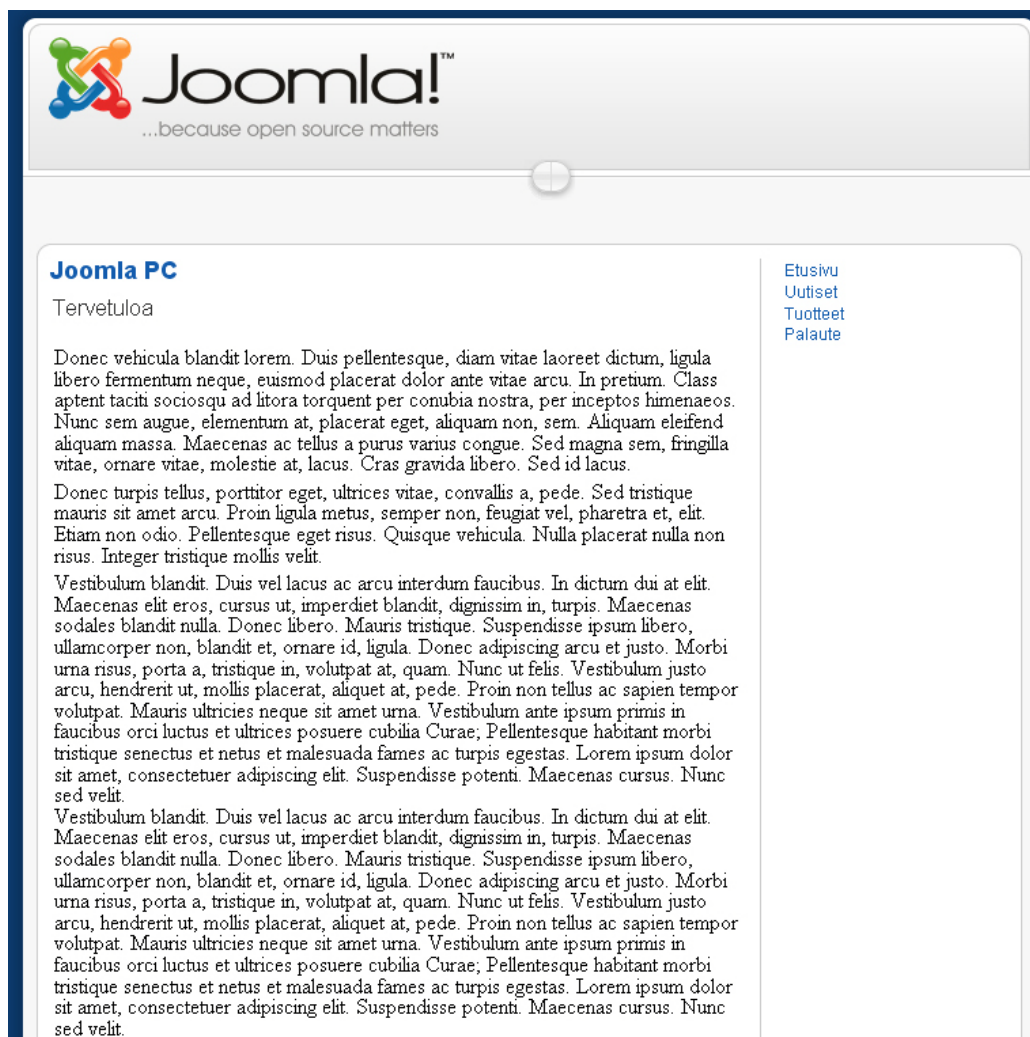 Joomla!™
...because open source matters
Joomla PC
Tervetuloa
Donec vehicula blandit lorem. Duis pellentesque, diam vitae laoreet dictum, ligula
libero fermentum neque, euismod placerat dolor ante vitae arcu. In pretium. Class
aptent taciti sociosqu ad litora torquent per conubia nostra, per inceptos himenaeos.
Nunc sem augue, elementum at, placerat eget, aliquam non, sem. Aliquam eleifend
aliquam massa. Maecenas ac tellus a purus varius congue. Sed magna sem, fringilla
vitae, ornare vitae, molestie at, lacus. Cras gravida libero. Sed id lacus.
Donec turpis tellus, porttitor eget, ultrices vitae, convallis a, pede. Sed tristique
mauris sit amet arcu. Proin ligula metus, semper non, feugiat vel, pharetra et, elit.
Etiam non odio. Pellentesque eget risus. Quisque vehicula. Nulla placerat nulla non
risus. Integer tristique mollis velit.
Vestibulum blandit. Duis vel lacus ac arcu interdum faucibus. In dictum dui at elit.
Maecenas elit eros, cursus ut, imperdiet blandit, dignissim in, turpis. Maecenas
sodales blandit nulla. Donec libero. Mauris tristique. Suspendisse ipsum libero,
ullamcorper non, blandit et, ornare id, ligula. Donec adipiscing arcu et justo. Morbi
urna risus, porta a, tristique in, volutpat at, quam. Nunc ut felis. Vestibulum justo
arcu, hendrerit ut, mollis placerat, aliquet at, pede. Proin non tellus ac sapien tempor
volutpat. Mauris ultricies neque sit amet urna. Vestibulum ante ipsum primis in
faucibus orci luctus et ultrices posuere cubilia Curae; Pellentesque habitant morbi
tristique senectus et netus et malesuada fames ac turpis egestas. Lorem ipsum dolor
sit amet, consectetuer adipiscing elit. Suspendisse potenti. Maecenas cursus. Nunc
sed velit.
Vestibulum blandit. Duis vel lacus ac arcu interdum faucibus. In dictum dui at elit.
Maecenas elit eros, cursus ut, imperdiet blandit, dignissim in, turpis. Maecenas
sodales blandit nulla. Donec libero. Mauris tristique. Suspendisse ipsum libero,
ullamcorper non, blandit et, ornare id, ligula. Donec adipiscing arcu et justo. Morbi
urna risus, porta a, tristique in, volutpat at, quam. Nunc ut felis. Vestibulum justo
arcu, hendrerit ut, mollis placerat, aliquet at, pede. Proin non tellus ac sapien tempor
volutpat. Mauris ultricies neque sit amet urna. Vestibulum ante ipsum primis in
faucibus orci luctus et ultrices posuere cubilia Curae; Pellentesque habitant morbi
tristique senectus et netus et malesuada fames ac turpis egestas. Lorem ipsum dolor
sit amet, consectetuer adipiscing elit. Suspendisse potenti. Maecenas cursus. Nunc
sed velit.
Etusivu
Uutiset
Tuotteet
Palaute